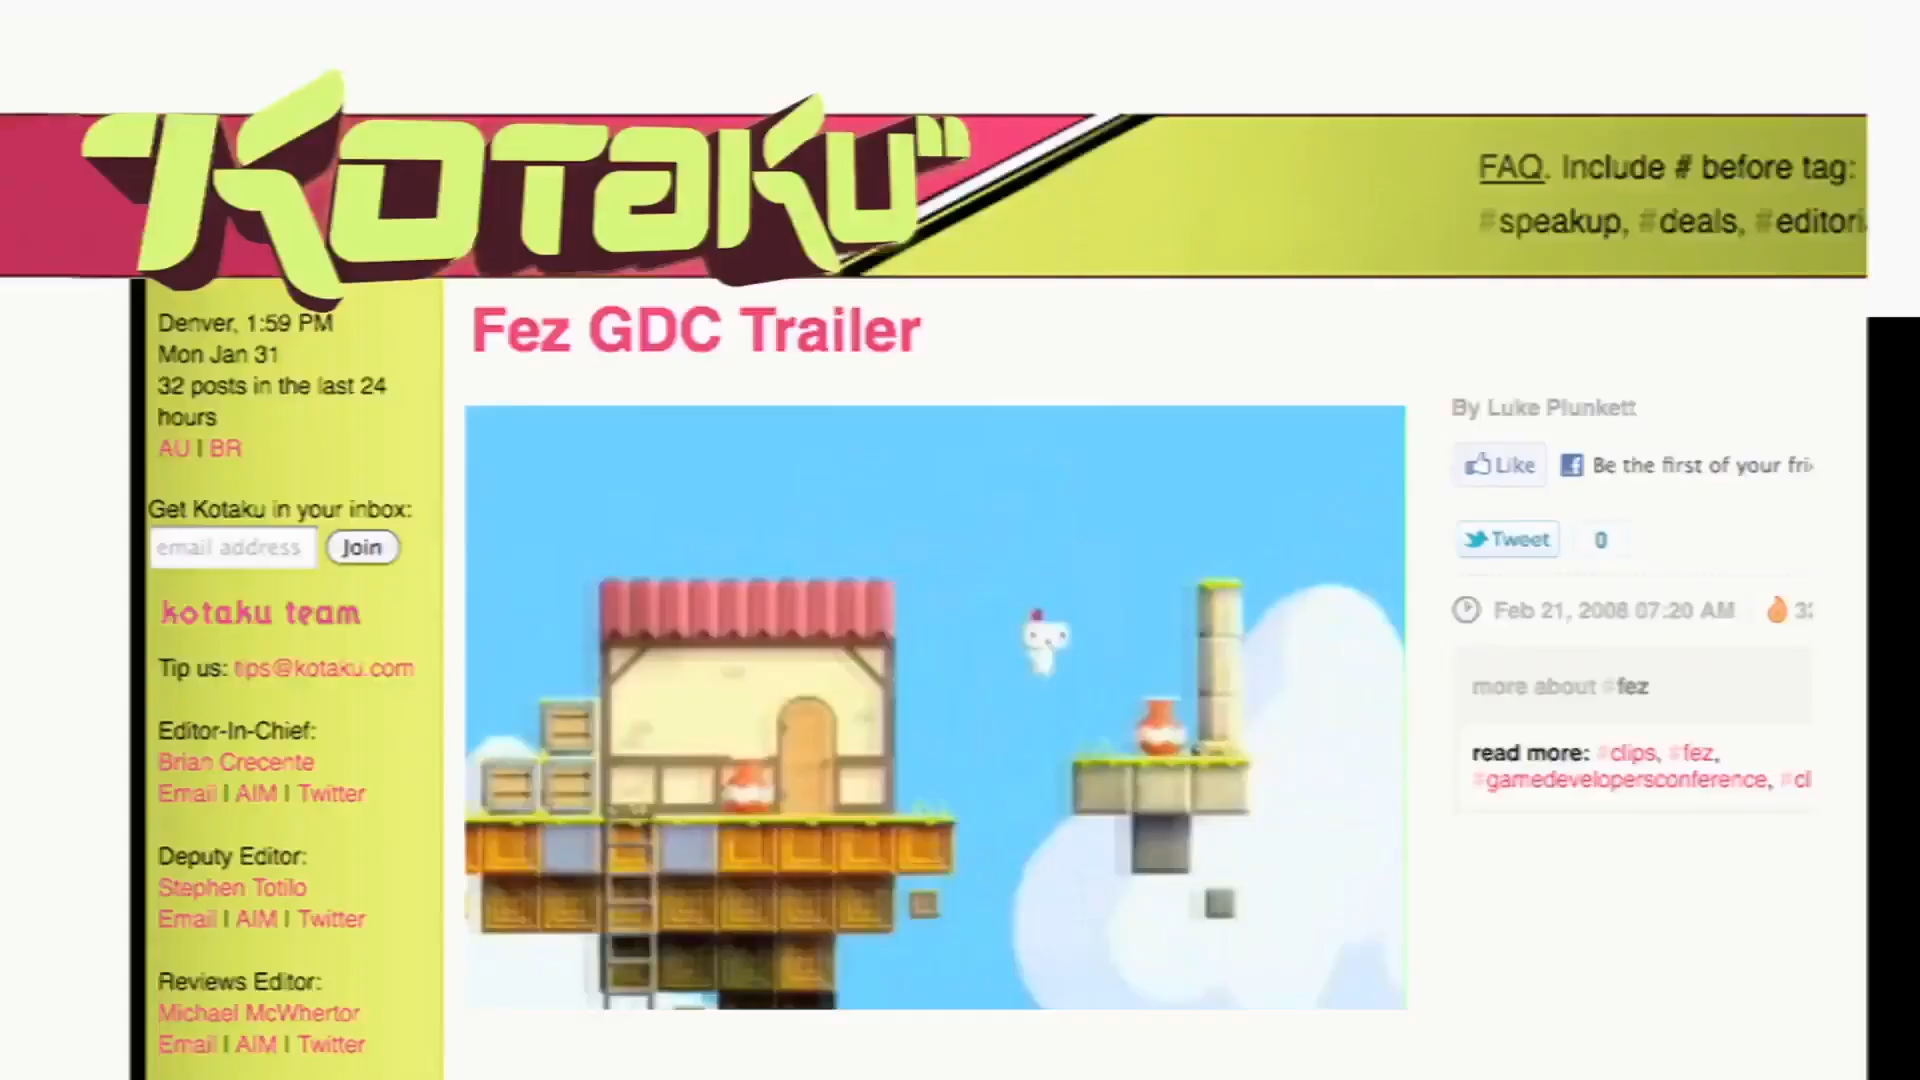 KOTAKU
FAQ. Include # before tag:
#speakup, #deals, #editori
Denver, 1:59 PM
Mon Jan 31
32 posts in the last 24
hours
AU | BR
Get Kotaku in your inbox:
email address Join
kotaku team
Tip us: tips@kotaku.com
Editor-In-Chief:
Brian Crecente
Email | AIM | Twitter
Deputy Editor:
Stephen Totilo
Email | AIM | Twitter
Reviews Editor:
Michael McWhertor
Email | AIM | Twitter
Fez GDC Trailer
By Luke Plunkett
Like Be the first of your fri
Tweet 0
Feb 21, 2008 07:20 AM
more about #fez
read more: #clips, #fez,
#gamedevelopersconference, #cl